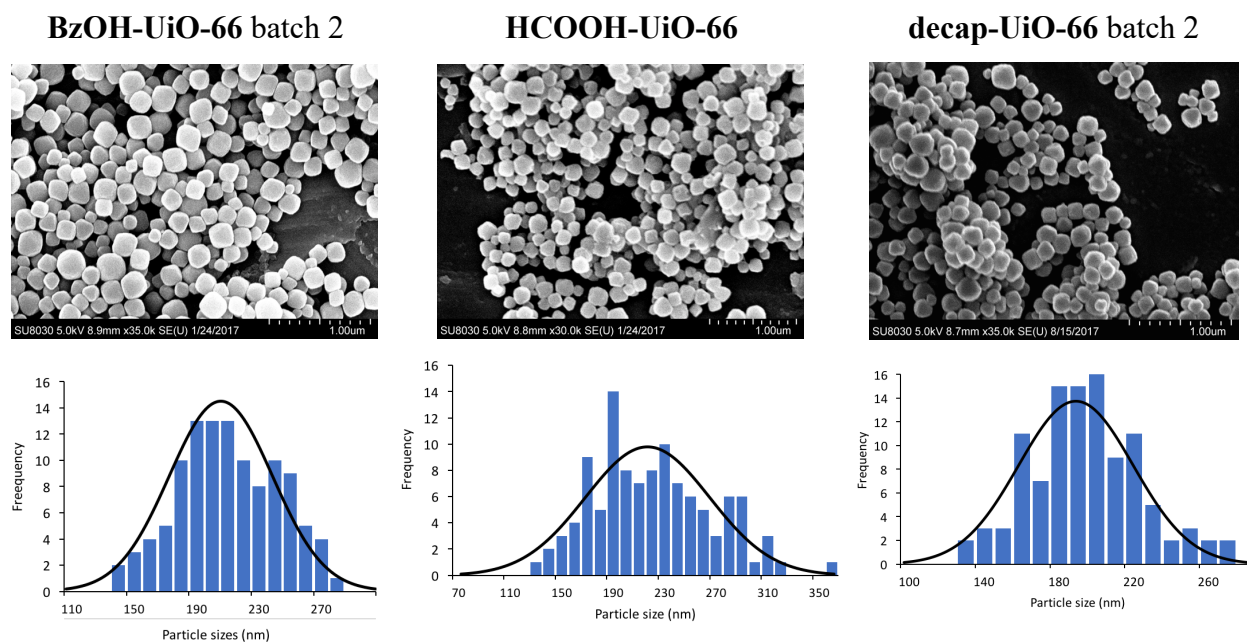 BzOH-UiO-66 batch 2
HCOOH-UiO-66
decap-UiO-66 batch 2
SU8030 5.0kV 8.9mm x35.0k SE(U) 1/24/2017
1.00um
SU8030 5.0kV 8.8mm x30.0k SE(U) 1/24/2017
1.00um
SU8030 5.0kV 8.7mm x35.0k SE(U) 8/15/2017
1.00um
16
14
12
10
8
6
4
2
0
Freequency
110 150 190 230 270
Particle sizes (nm)
16
14
12
10
8
6
4
2
0
Frequency
70 110 150 190 230 270 310 350
Particle size (nm)
16
14
12
10
8
6
4
2
0
Frequency
100 140 180 220 260
Particle size (nm)